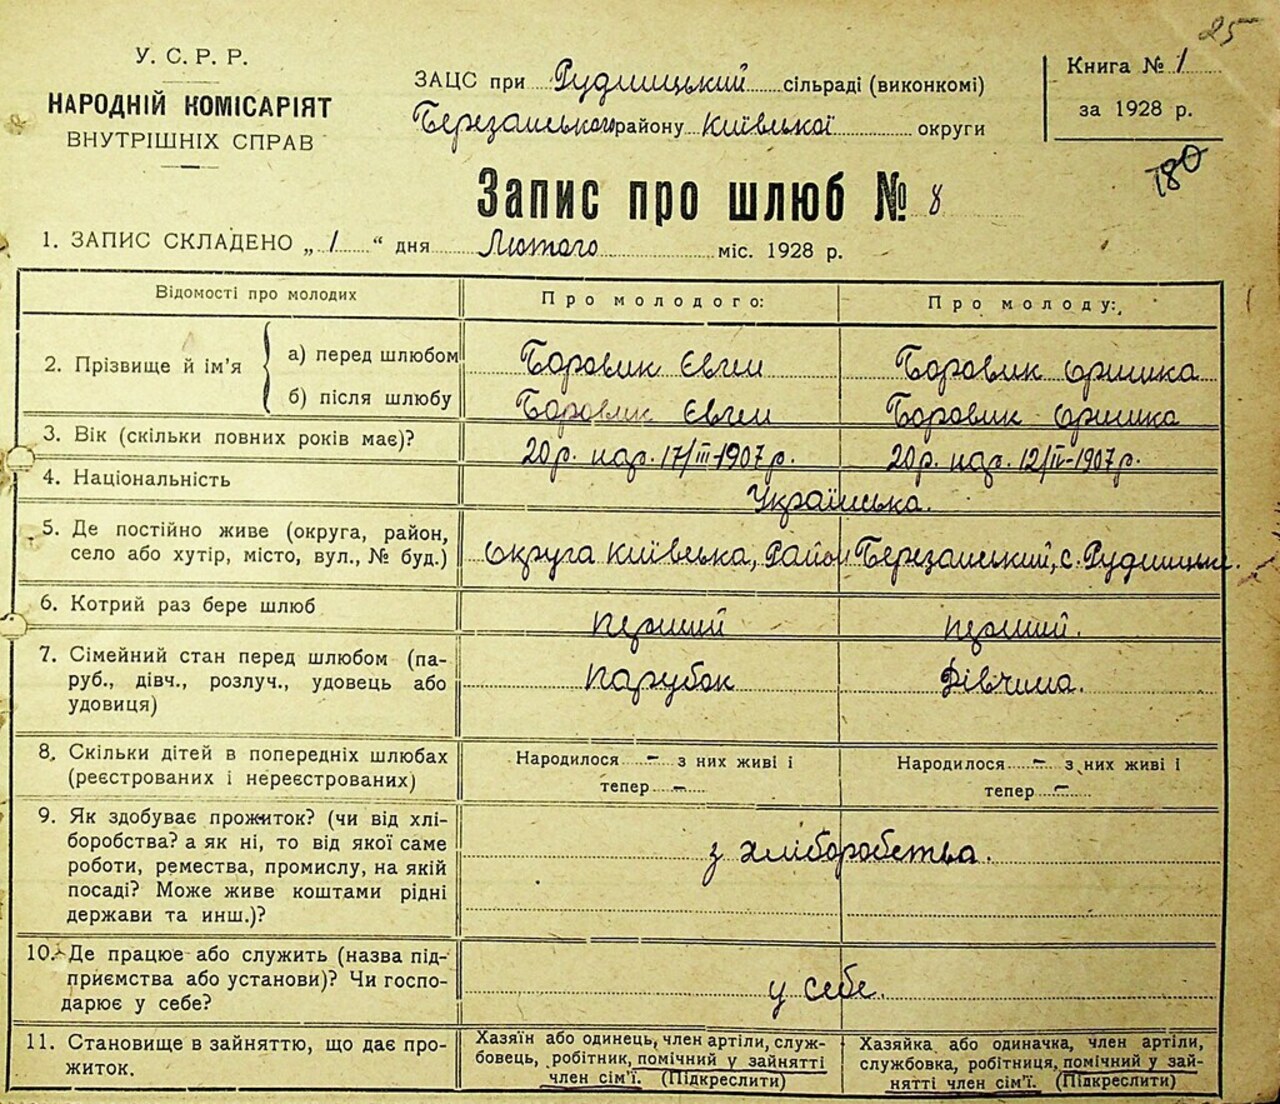 25
У. С. Р. Р.
НАРОДНІЙ КОМІСАРІЯТ
ВНУТРІШНІХ СПРАВ
ЗАЦС при Рудницький сільраді (виконкомі)
Березанського району Київської округи
Книга № 1
за 1928 р.
180
Запис про шлюб № 8
1. ЗАПИС СКЛАДЕНО „ 1 “ дня Лютого міс. 1928 р.
Відомості про молодих
Про молодого:
Про молоду:
2. Прізвище й ім’я
а) перед шлюбом
Боровик Євген
Боровик Оришка
б) після шлюбу
Боровик Євген
Боровик Оришка
3. Вік (скільки повних років має)?
20р. нар. 17/III-1907р.
20р. нар. 12/IV-1907р.
4. Національність
Українська.
5. Де постійно живе (округа, район,
село або хутір, місто, вул., № буд.)
Округа Київська, Район Березанський, с. Рудницьке.
6. Котрий раз бере шлюб
перший
перший.
7. Сімейний стан перед шлюбом (па-
руб., дівч., розлуч., удовець або
удовиця)
Парубок
Дівчина.
8. Скільки дітей в попередніх шлюбах
(реєстрованих і нереєстрованих)
Народилося - з них живі і
тепер -
Народилося - з них живі і
тепер -
9. Як здобуває прожиток? (чи від хлі-
боробства? а як ні, то від якої саме
роботи, ремества, промислу, на якій
посаді? Може живе коштами рідні
держави та инш.)?
з хліборобства.
10. Де працює або служить (назва під-
приємства або установи)? Чи госпо-
дарює у себе?
у себе.
11. Становище в зайняттю, що дає про-
житок.
Хазяїн або одинець, член артіли, служ-
бовець, робітник, помічний у зайнятті
член сім’ї. (Підкреслити)
Хазяйка або одиначка, член артіли,
службовка, робітниця, помічний у зай-
нятті член сім’ї. (Підкреслити)